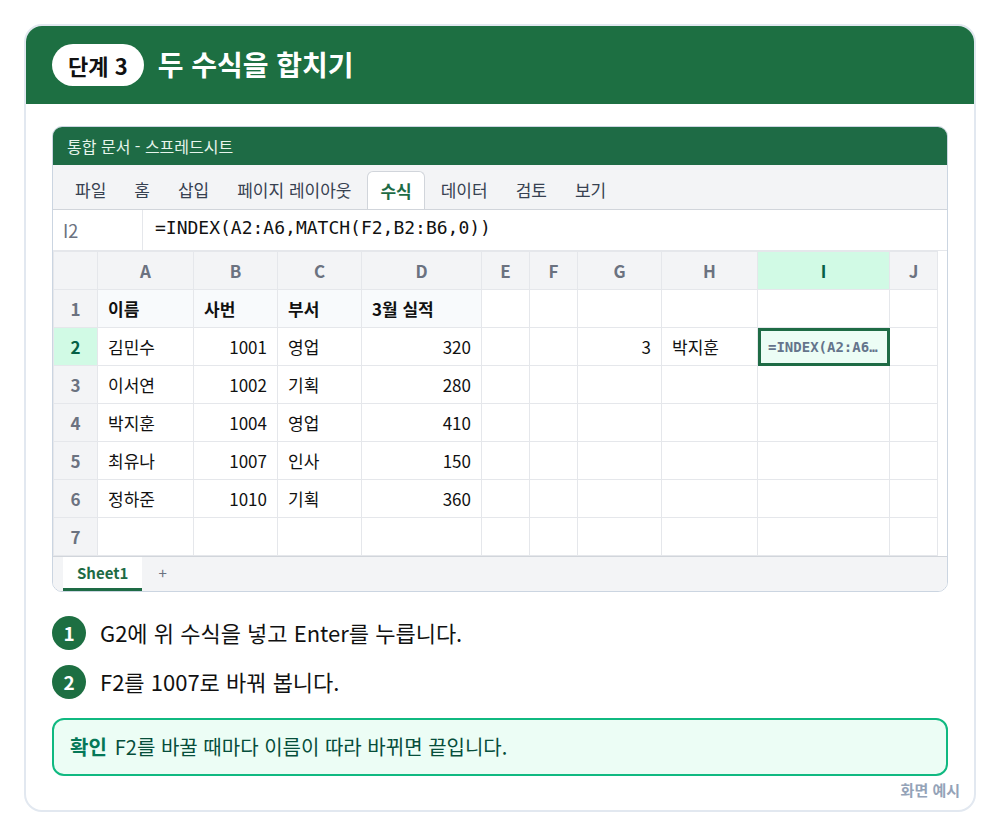 단계 3 두 수식을 합치기
통합 문서 - 스프레드시트
파일 홈 삽입 페이지 레이아웃 수식 데이터 검토 보기
I2 =INDEX(A2:A6,MATCH(F2,B2:B6,0))
A B C D E F G H I J
1 이름 사번 부서 3월 실적
2 김민수 1001 영업 320 3 박지훈 =INDEX(A2:A6…
3 이서연 1002 기획 280
4 박지훈 1004 영업 410
5 최유나 1007 인사 150
6 정하준 1010 기획 360
7
Sheet1 +
1 G2에 위 수식을 넣고 Enter를 누릅니다.
2 F2를 1007로 바꿔 봅니다.
확인 F2를 바꿀 때마다 이름이 따라 바뀌면 끝입니다.
화면 예시